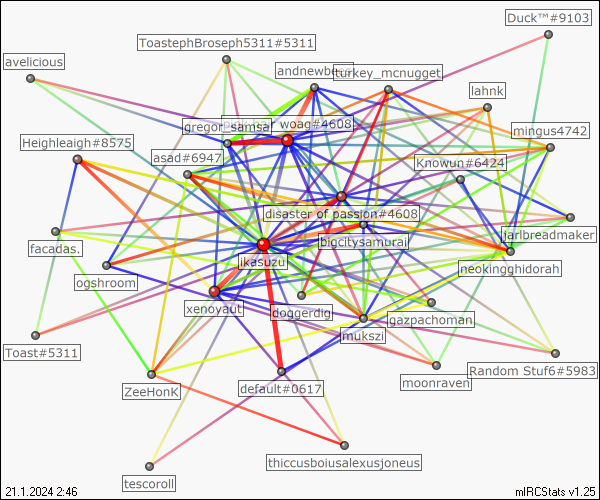 Duck™#9103
ToastephBroseph5311#5311
avelicious
andnewberg
turkey_mcnugget
lahnk
gregor_samsa
woag#4608
mingus4742
Heighleigh#8575
asad#6947
Knowun#6424
disaster of passion#4608
jarlbreadmaker
facadas.
bigcitysamurai
ikasuzu
neokingghidorah
ogshroom
xenoyaut
doggerdig
gazpachoman
mukszi
Toast#5311
Random Stuf6#5983
moonraven
default#0617
ZeeHonK
thiccusboiusalexusjoneus
tescoroll
21.1.2024 2:46
mIRCStats v1.25